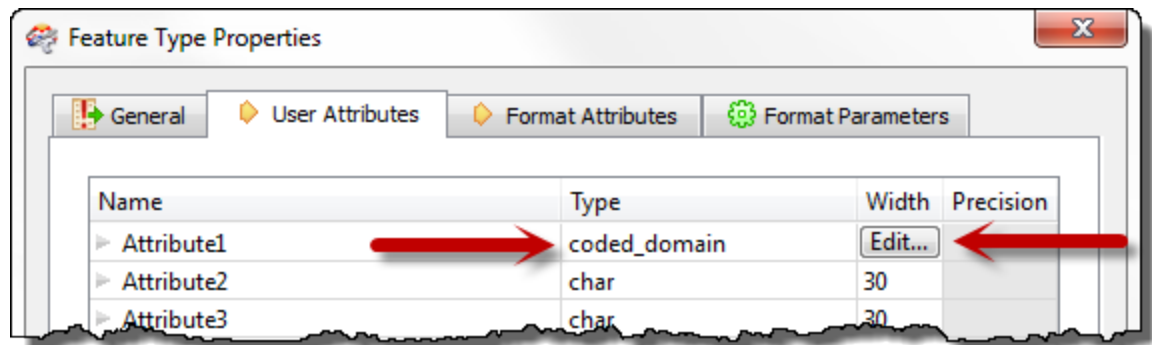 Feature Type Properties
General User Attributes Format Attributes Format Parameters
Name Type Width Precision
Attribute1 coded_domain Edit...
Attribute2 char 30
Attribute3 char 30